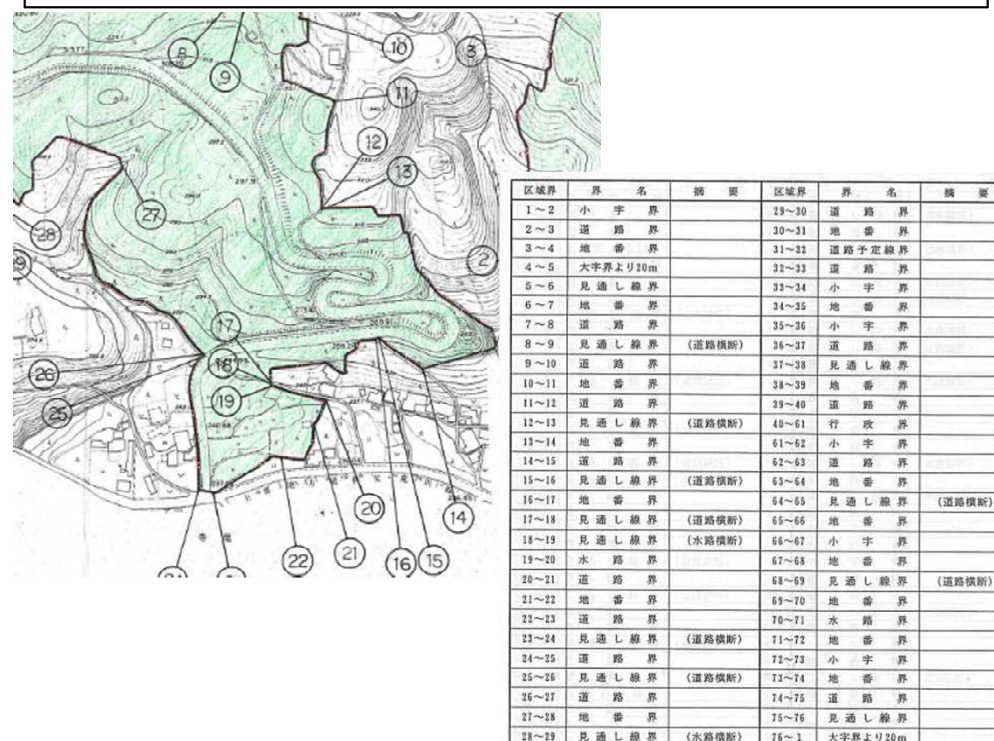 8
9
10
3
11
12
13
27
28
2
17
18
26
19
25
20
14
22
21
16
15
区域界 界 名 摘 要 区域界 界 名 摘 要
1～2 小 字 界 29～30 道 路 界
2～3 道 路 界 30～31 地 番 界
3～4 地 番 界 31～32 道路予定線界
4～5 大字界より20m 32～33 道 路 界
5～6 見通し線界 33～34 小 字 界
6～7 地 番 界 34～35 地 番 界
7～8 道 路 界 35～36 小 字 界
8～9 見通し線界 (道路横断) 36～37 道 路 界
9～10 道 路 界 37～38 見通し線界
10～11 地 番 界 38～39 地 番 界
11～12 道 路 界 39～40 道 路 界
12～13 見通し線界 (道路横断) 40～61 行 政 界
13～14 地 番 界 61～62 小 字 界
14～15 道 路 界 62～63 道 路 界
15～16 見通し線界 (道路横断) 63～64 地 番 界
16～17 地 番 界 64～65 見通し線界 (道路横断)
17～18 見通し線界 (道路横断) 65～66 地 番 界
18～19 見通し線界 (水路横断) 66～67 小 字 界
19～20 水 路 界 67～68 地 番 界
20～21 道 路 界 68～69 見通し線界 (道路横断)
21～22 地 番 界 69～70 地 番 界
22～23 道 路 界 70～71 水 路 界
23～24 見通し線界 (道路横断) 71～72 地 番 界
24～25 道 路 界 72～73 小 字 界
25～26 見通し線界 (道路横断) 73～74 地 番 界
26～27 道 路 界 74～75 道 路 界
27～28 地 番 界 75～76 見通し線界
28～29 見通し線界 (水路横断) 76～1 大字界より20m